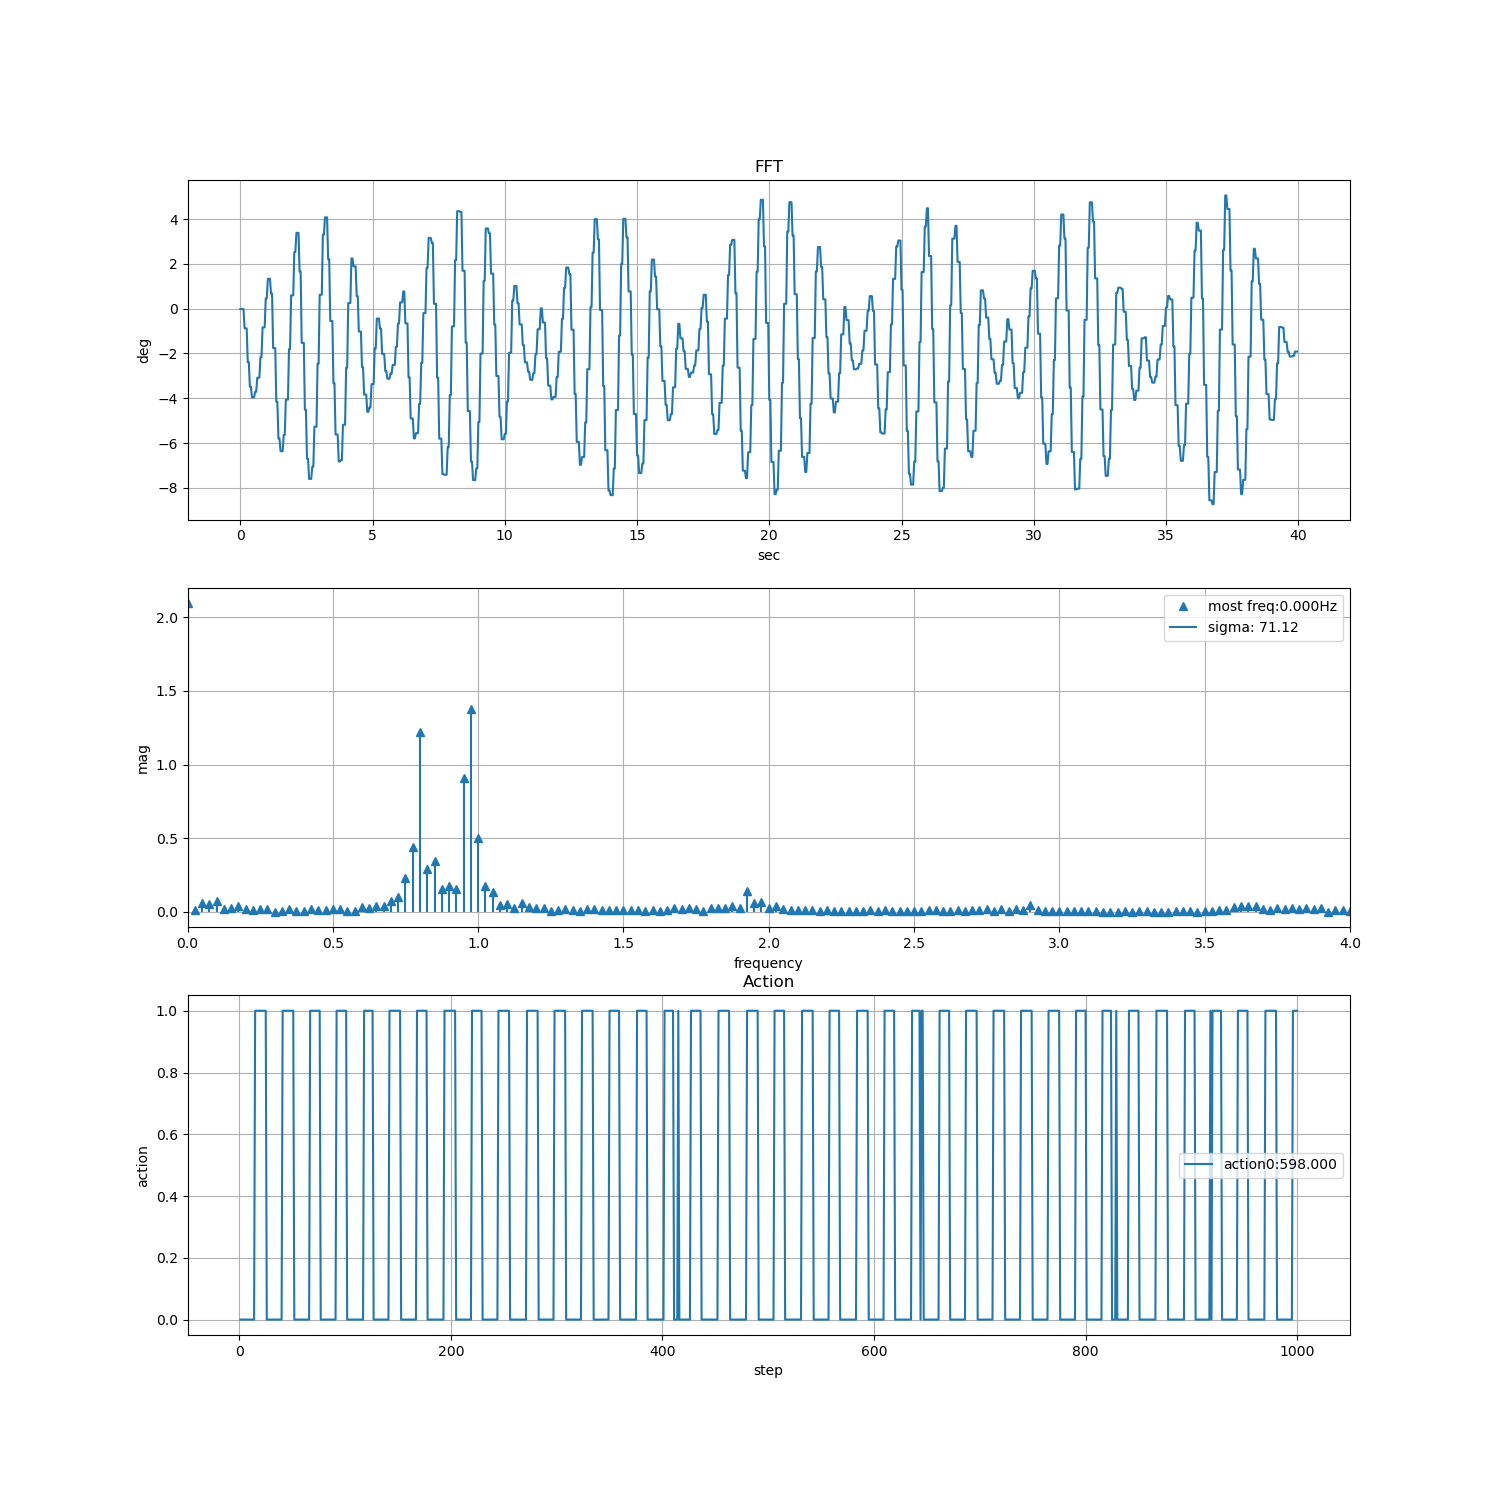 FFT
4
2
0
−2
−4
−6
−8
deg
0 5 10 15 20 25 30 35 40
sec
2.0
1.5
1.0
0.5
0.0
mag
most freq:0.000Hz
sigma: 71.12
0.0 0.5 1.0 1.5 2.0 2.5 3.0 3.5 4.0
frequency
Action
1.0
0.8
0.6
0.4
0.2
0.0
action
action0:598.000
0 200 400 600 800 1000
step